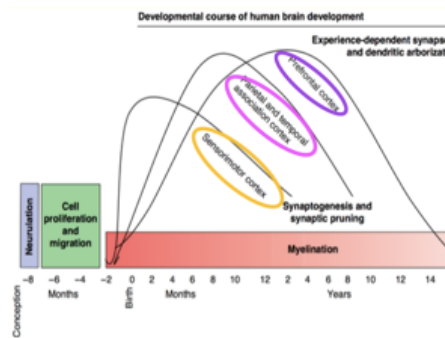 Developmental course of human brain development
Experience-dependent synaps
and dendritic arborizat
Prefrontal cortex
Parietal and temporal
association cortex
Sensorimotor cortex
Synaptogenesis and
synaptic pruning
Neurulation
Cell
proliferation
and
migration
Myelination
−8 −6 −4 −2 0 2 4 6 8 10 12 2 4 6 8 10 12 14
Conception
Months
Birth
Months
Years